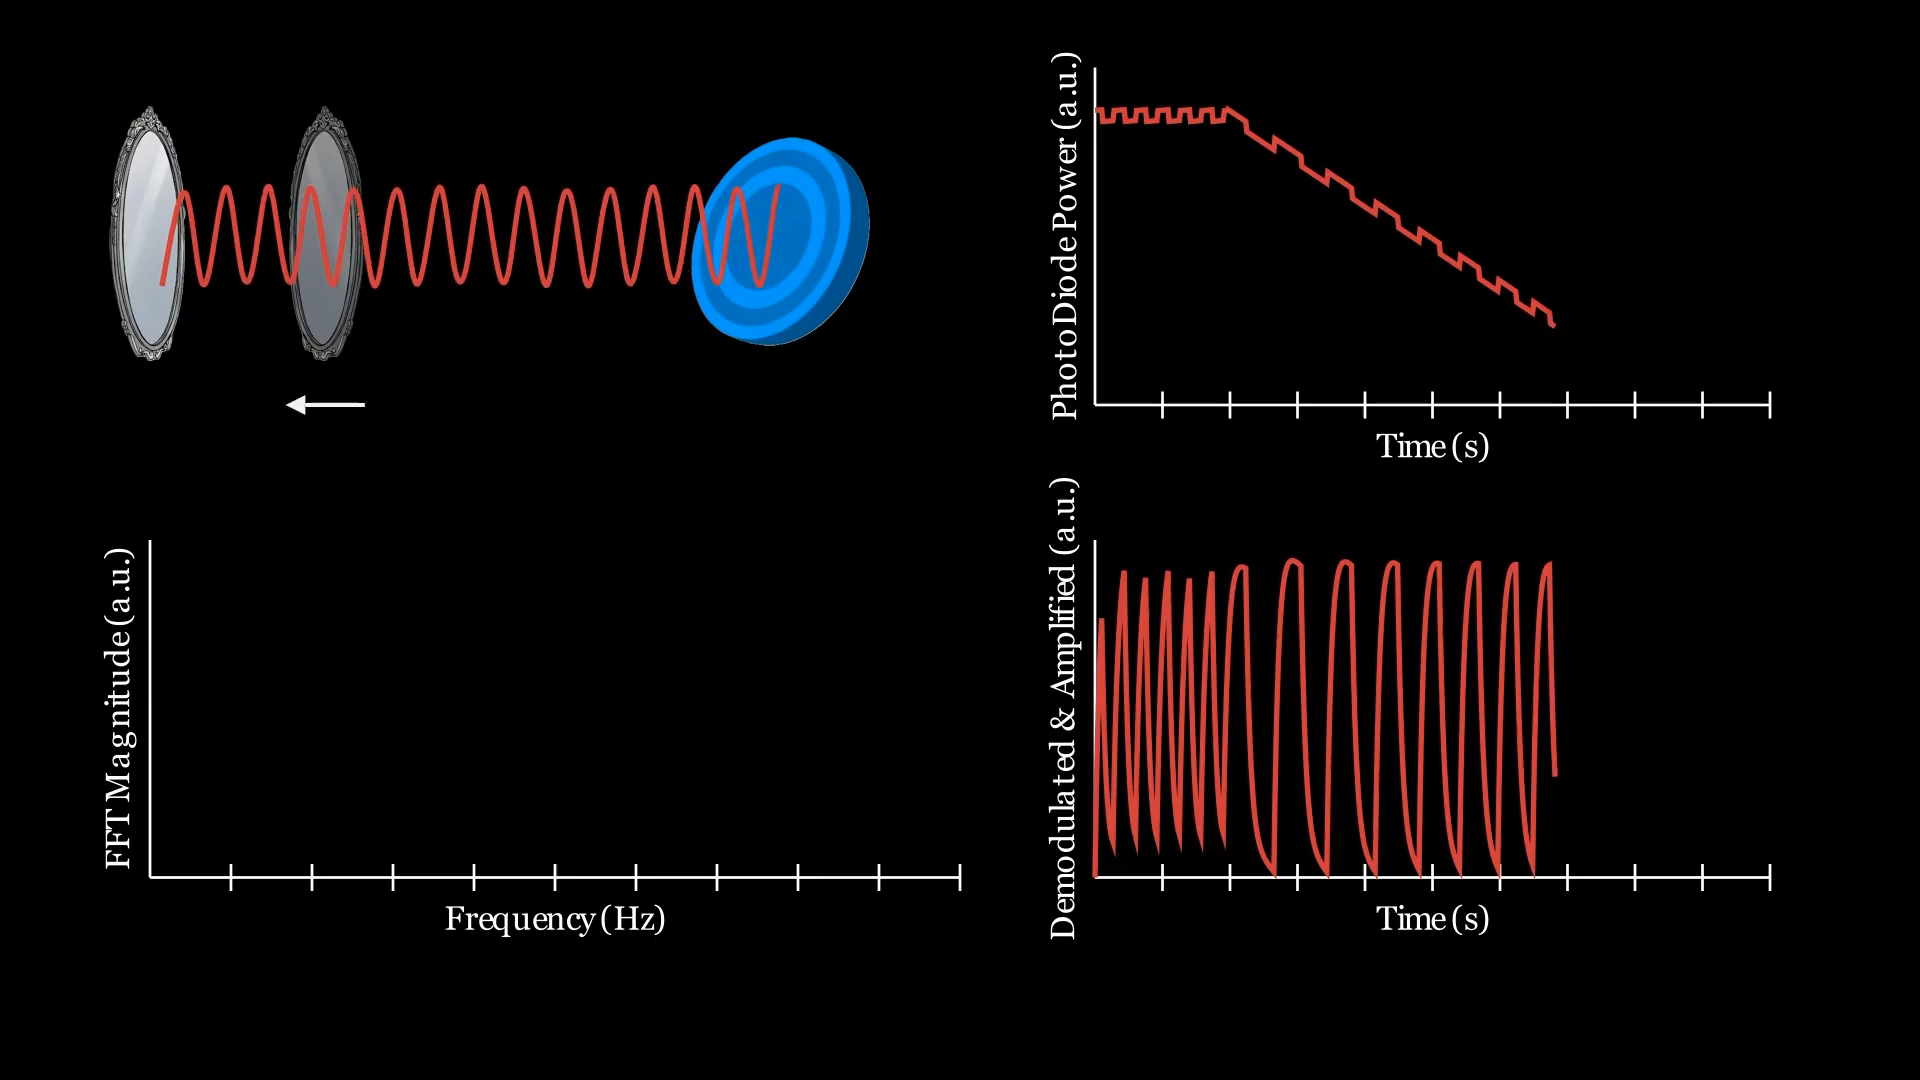 Photo Diode Power (a.u.)
Time (s)
FFT Magnitude (a.u.)
Frequency (Hz)
Demodulated & Amplified (a.u.)
Time (s)